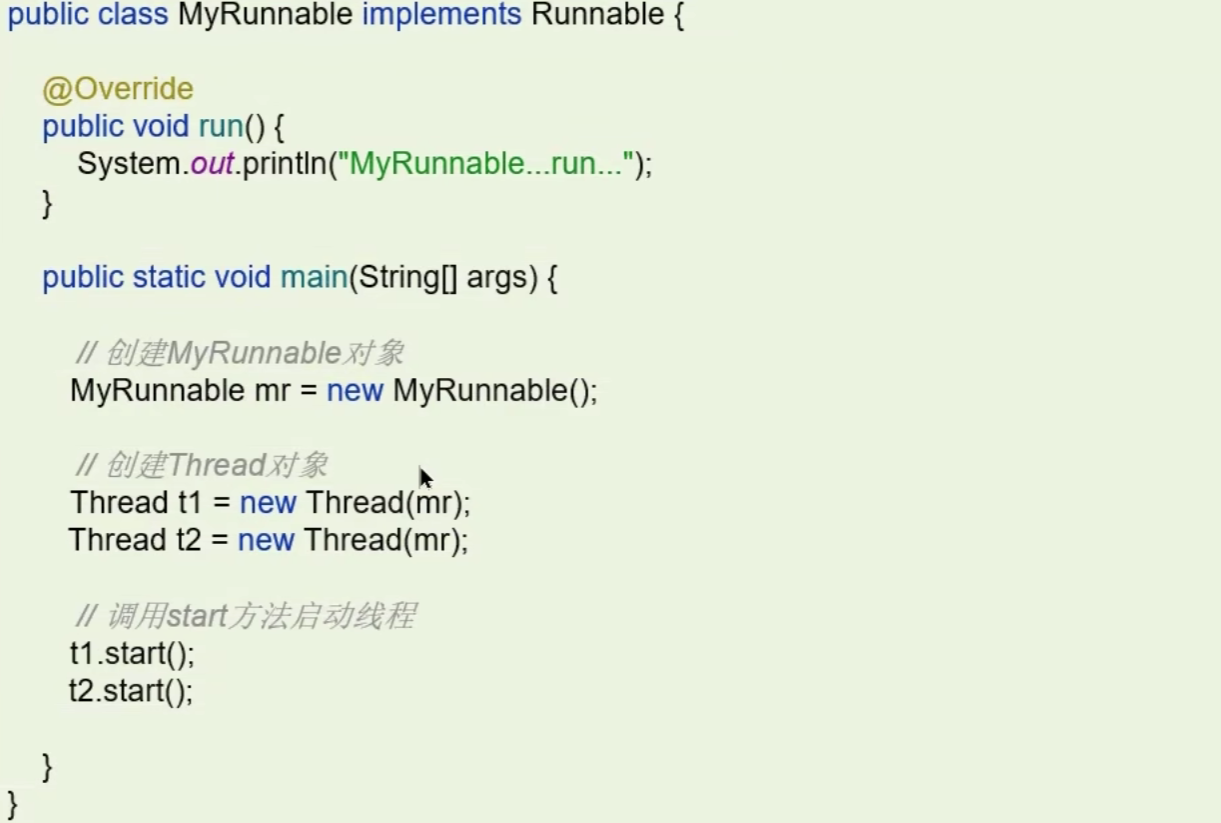 public class MyRunnable implements Runnable {
@Override
public void run() {
System.out.println("MyRunnable...run...");
}
public static void main(String[] args) {
// 创建MyRunnable对象
MyRunnable mr = new MyRunnable();
// 创建Thread对象
Thread t1 = new Thread(mr);
Thread t2 = new Thread(mr);
// 调用start方法启动线程
t1.start();
t2.start();
}
}